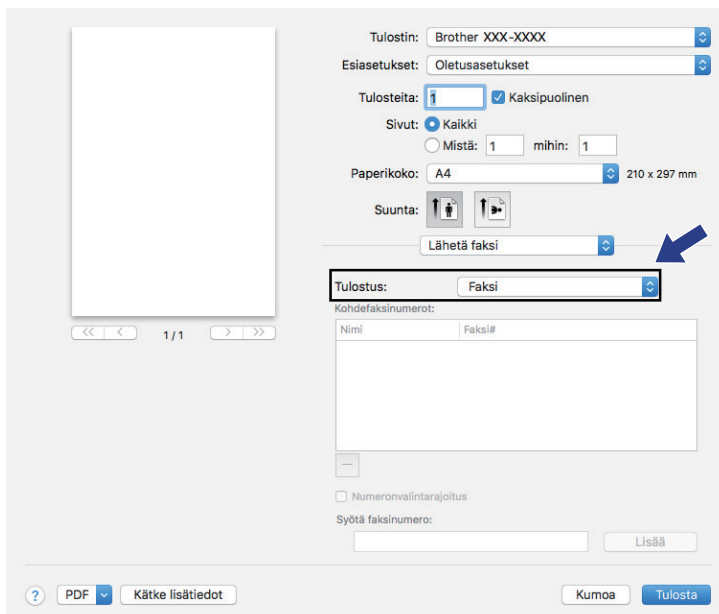 Tulostin: Brother XXX-XXXX
Esiasetukset: Oletusasetukset
Tulosteita: 1 Kaksipuolinen
Sivut: Kaikki
Mistä: 1 mihin: 1
Paperikoko: A4 210 x 297 mm
Suunta:
Lähetä faksi
Tulostus: Faksi
Kohdefaksinumerot:
Nimi Faksi#
<< < 1 / 1 > >>
Numeronvalintarajoitus
Syötä faksinumero:
Lisää
? PDF Kätke lisätiedot Kumoa Tulosta